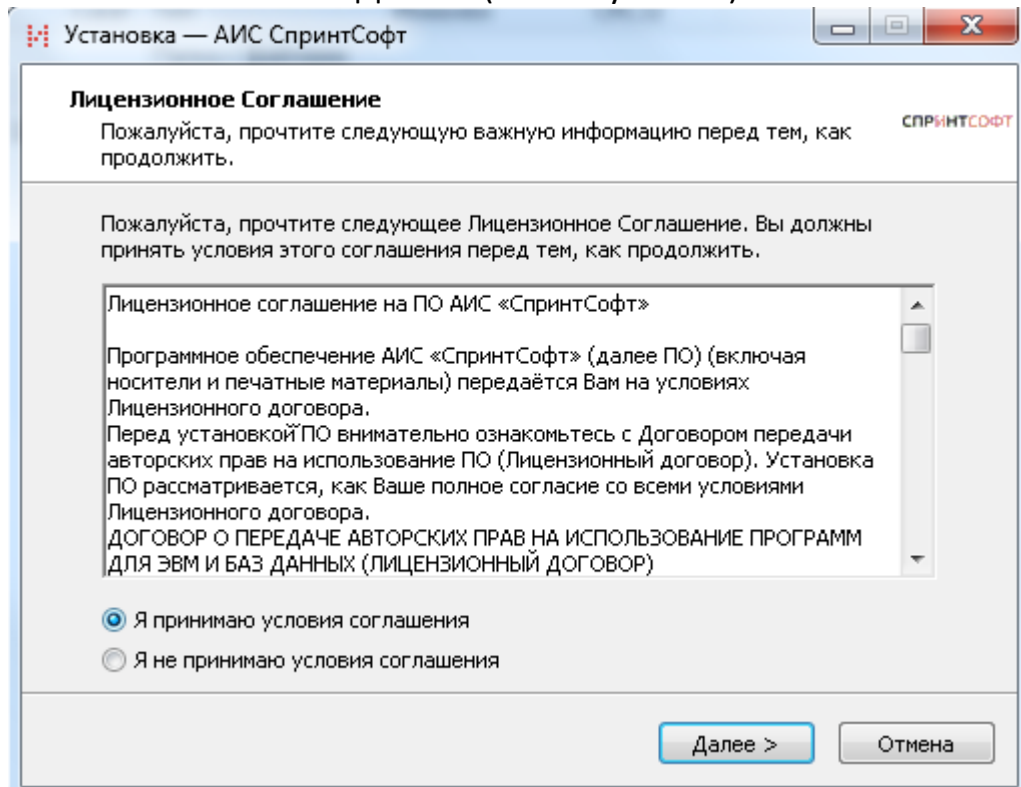 Установка — АИС СпринтСофт
Лицензионное Соглашение
Пожалуйста, прочтите следующую важную информацию перед тем, как
продолжить.
СПРИНТСОФТ
Пожалуйста, прочтите следующее Лицензионное Соглашение. Вы должны
принять условия этого соглашения перед тем, как продолжить.
Лицензионное соглашение на ПО АИС «СпринтСофт»
Программное обеспечение АИС «СпринтСофт» (далее ПО) (включая
носители и печатные материалы) передаётся Вам на условиях
Лицензионного договора.
Перед установкой ПО внимательно ознакомьтесь с Договором передачи
авторских прав на использование ПО (Лицензионный договор). Установка
ПО рассматривается, как Ваше полное согласие со всеми условиями
Лицензионного договора.
ДОГОВОР О ПЕРЕДАЧЕ АВТОРСКИХ ПРАВ НА ИСПОЛЬЗОВАНИЕ ПРОГРАММ
ДЛЯ ЭВМ И БАЗ ДАННЫХ (ЛИЦЕНЗИОННЫЙ ДОГОВОР)
Я принимаю условия соглашения
Я не принимаю условия соглашения
Далее >
Отмена